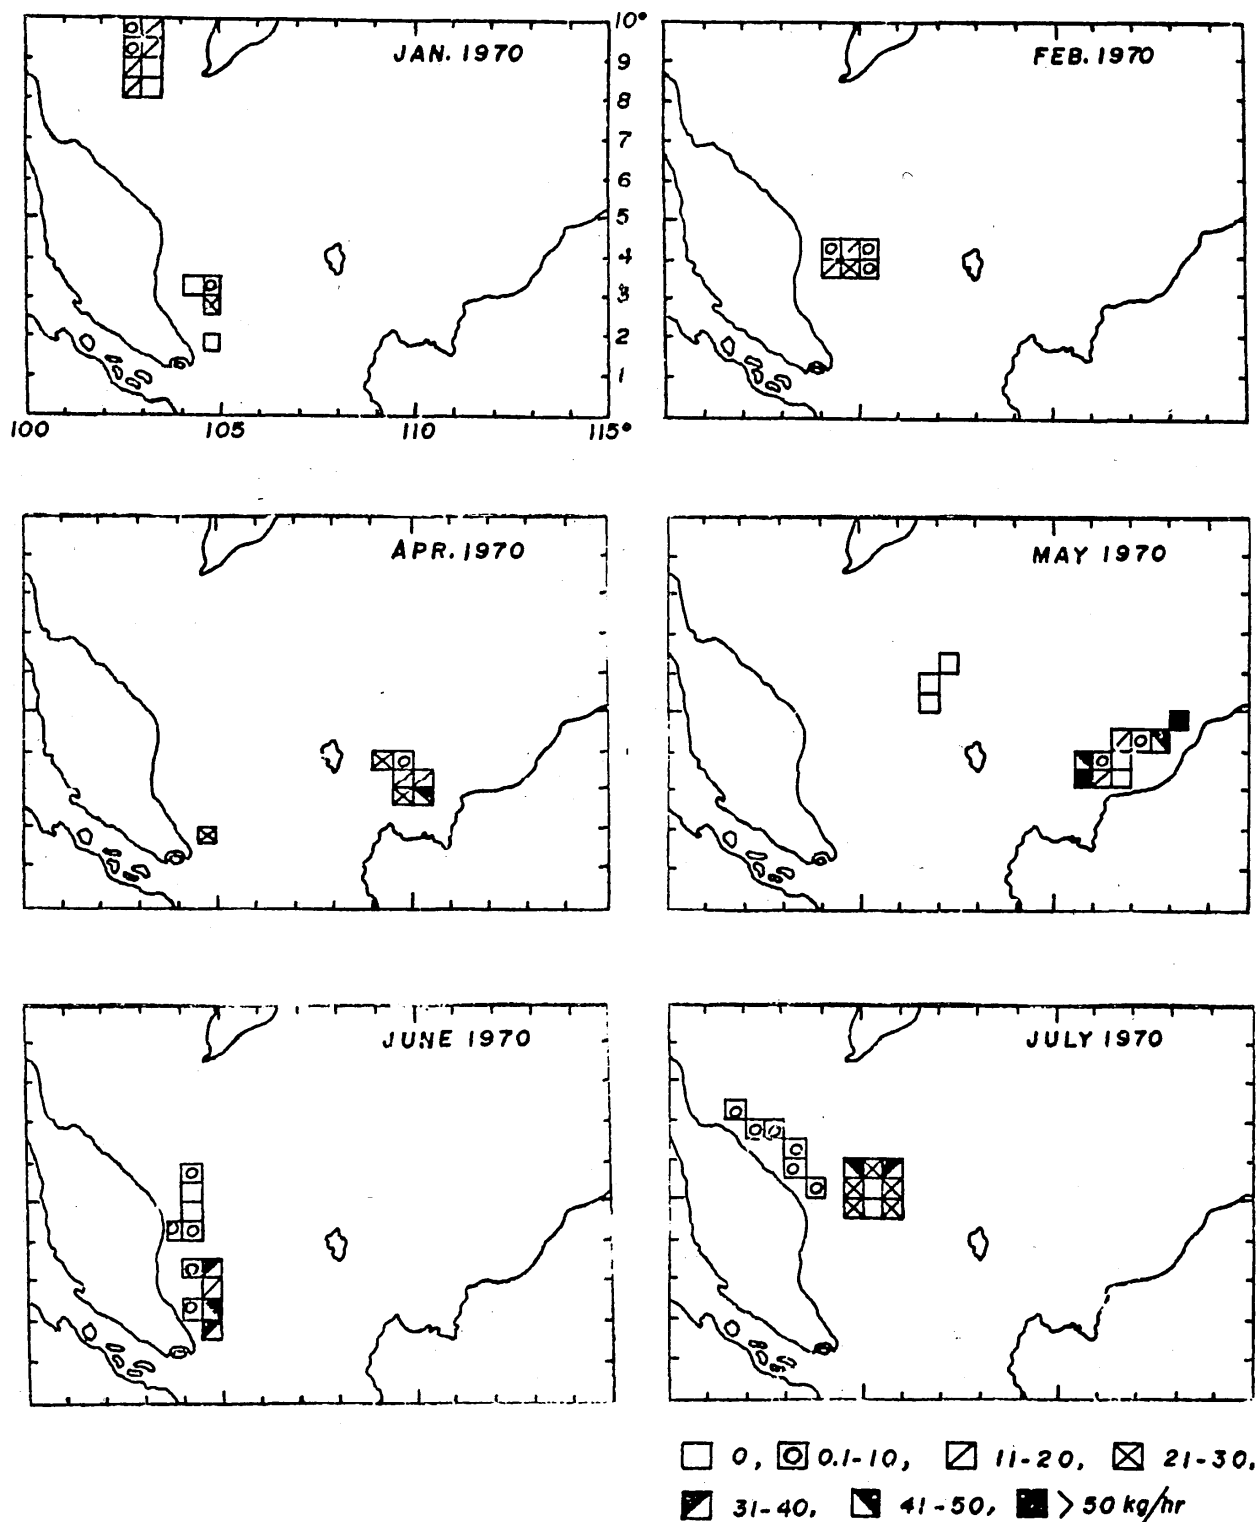 JAN. 1970
10°
9
8
7
6
5
4
3
2
1
100 105 110 115°
FEB. 1970
APR. 1970
MAY 1970
JUNE 1970
JULY 1970
0, 0.1-10, 11-20, 21-30,
31-40, 41-50, > 50 kg/hr